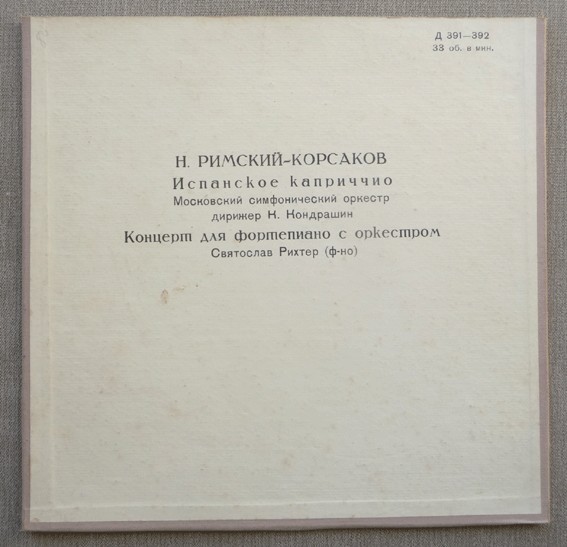 Д 391—392
33 об. в мин.
Н. РИМСКИЙ-КОРСАКОВ
Испанское каприччио
Московский симфонический оркестр
дирижер К. Кондрашин
Концерт для фортепиано с оркестром
Святослав Рихтер (ф-но)